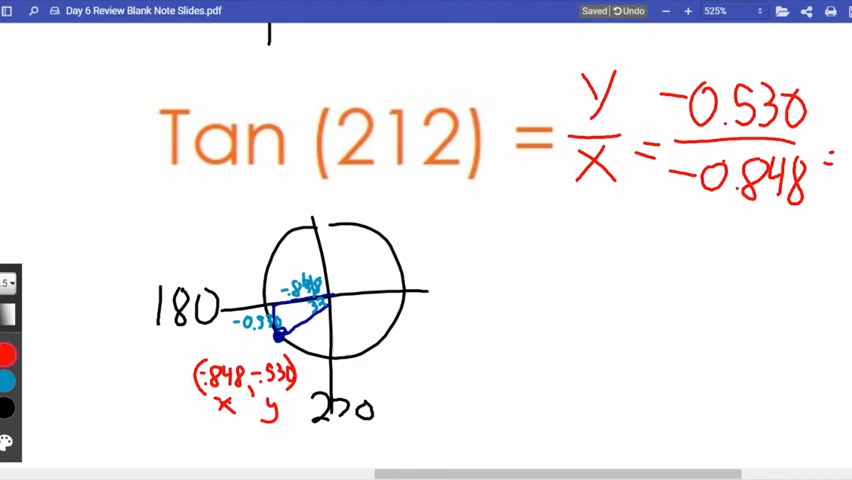 Day 6 Review Blank Note Slides.pdf
Saved Undo
525%
Tan (212) = y/x = -0.530/-0.848 =
.5
-.848
32
180
-0.530
(-.848, -.530)
x y
270